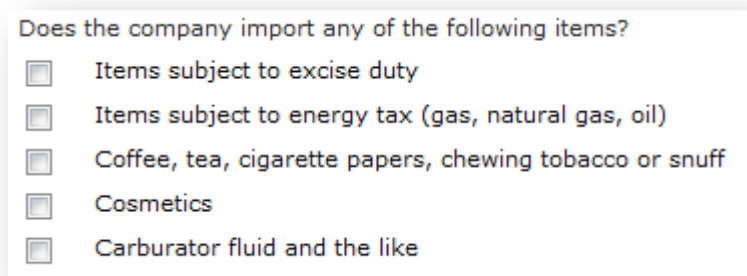 Does the company import any of the following items?
Items subject to excise duty
Items subject to energy tax (gas, natural gas, oil)
Coffee, tea, cigarette papers, chewing tobacco or snuff
Cosmetics
Carburator fluid and the like